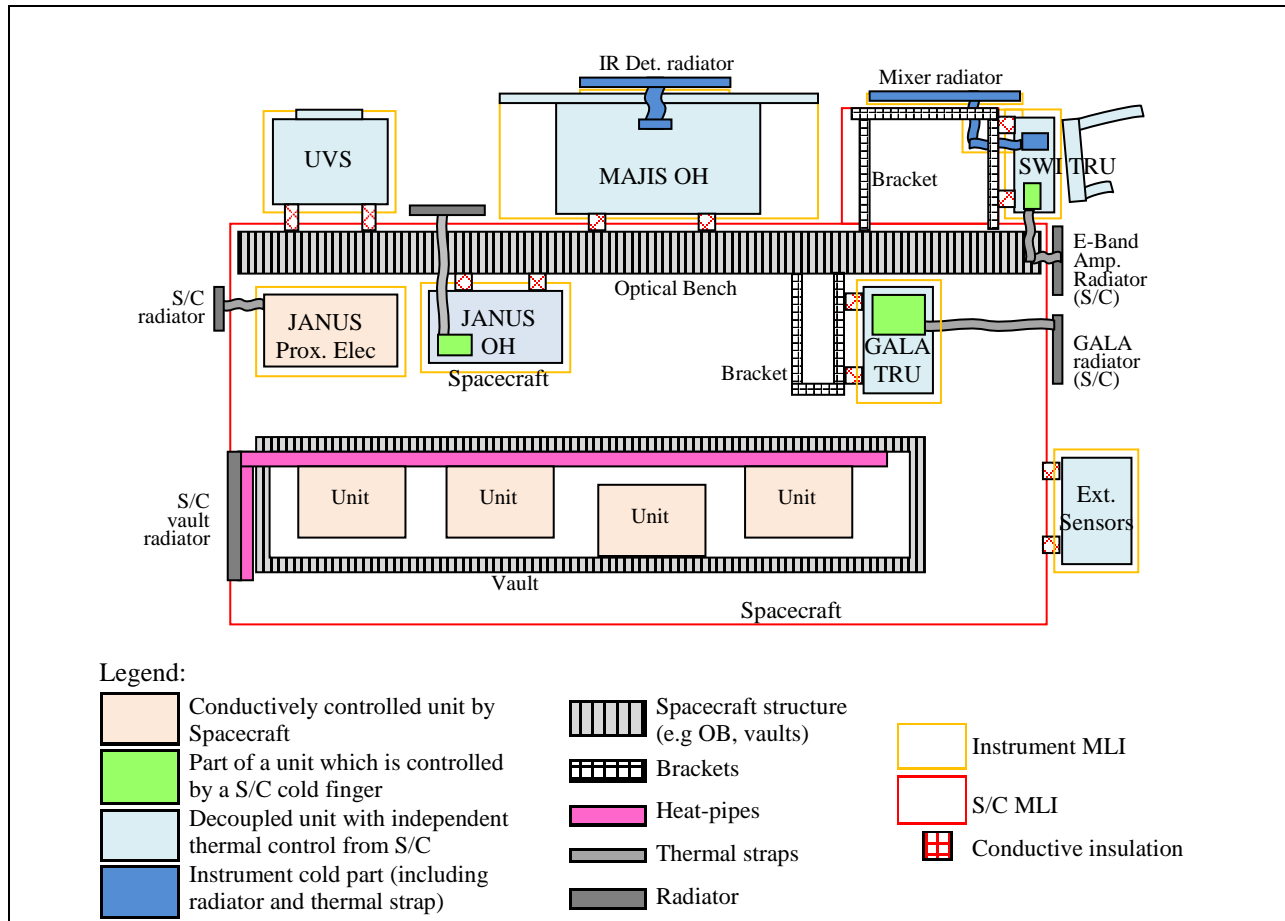 IR Det. radiator
Mixer radiator
UVS
MAJIS OH
Bracket
SWI TRU
E-Band
Amp.
Radiator
(S/C)
Optical Bench
S/C
radiator
JANUS
Prox. Elec
JANUS
OH
Spacecraft
Bracket
GALA
TRU
GALA
radiator
(S/C)
S/C
vault
radiator
Unit
Unit
Unit
Unit
Ext.
Sensors
Vault
Spacecraft
Legend:
Conductively controlled unit by
Spacecraft
Part of a unit which is controlled
by a S/C cold finger
Decoupled unit with independent
thermal control from S/C
Instrument cold part (including
radiator and thermal strap)
Spacecraft structure
(e.g OB, vaults)
Brackets
Heat-pipes
Thermal straps
Radiator
Instrument MLI
S/C MLI
Conductive insulation